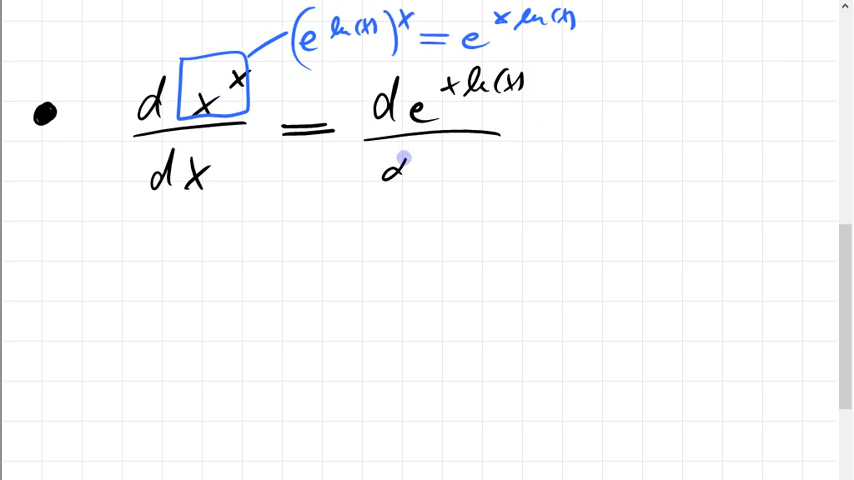 (e^{ln(x)})^x = e^{x ln(x)}
d x^x / dx = d e^{x ln(x)} / d